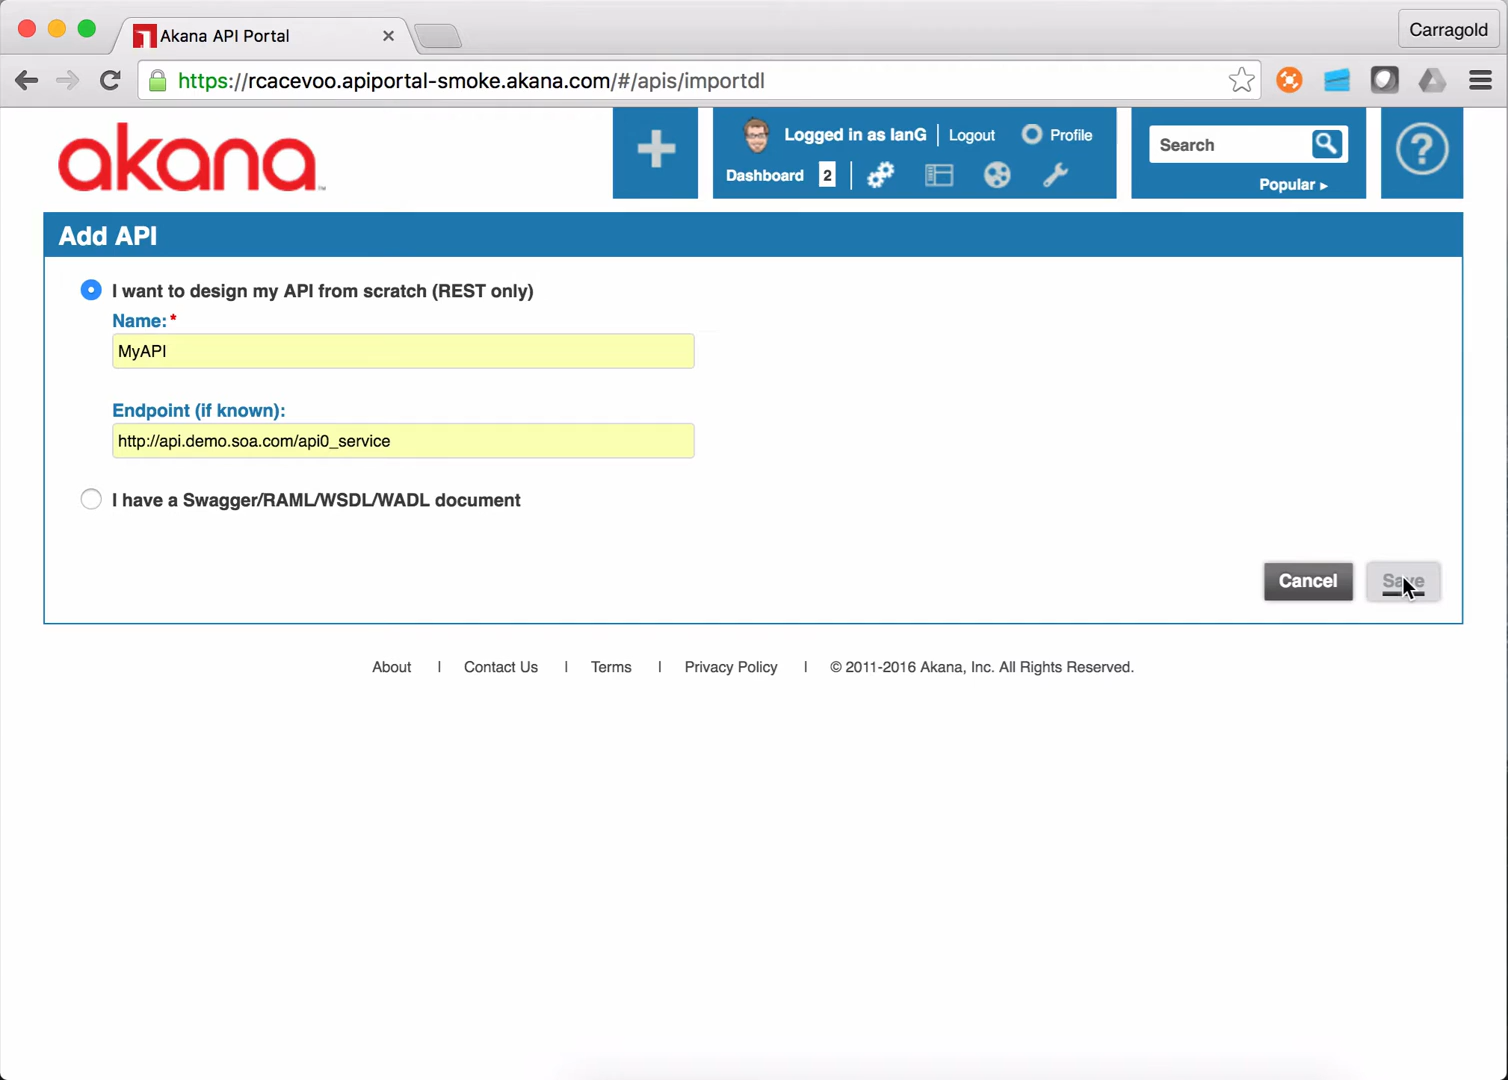 Akana API Portal
Carragold
https://rcacevoo.apiportal-smoke.akana.com/#/apis/importdl
akana™
Logged in as IanG | Logout Profile
Dashboard 2
Search
Popular ▸
?
Add API
I want to design my API from scratch (REST only)
Name:*
MyAPI
Endpoint (if known):
http://api.demo.soa.com/api0_service
I have a Swagger/RAML/WSDL/WADL document
Cancel
Save
About | Contact Us | Terms | Privacy Policy | © 2011-2016 Akana, Inc. All Rights Reserved.